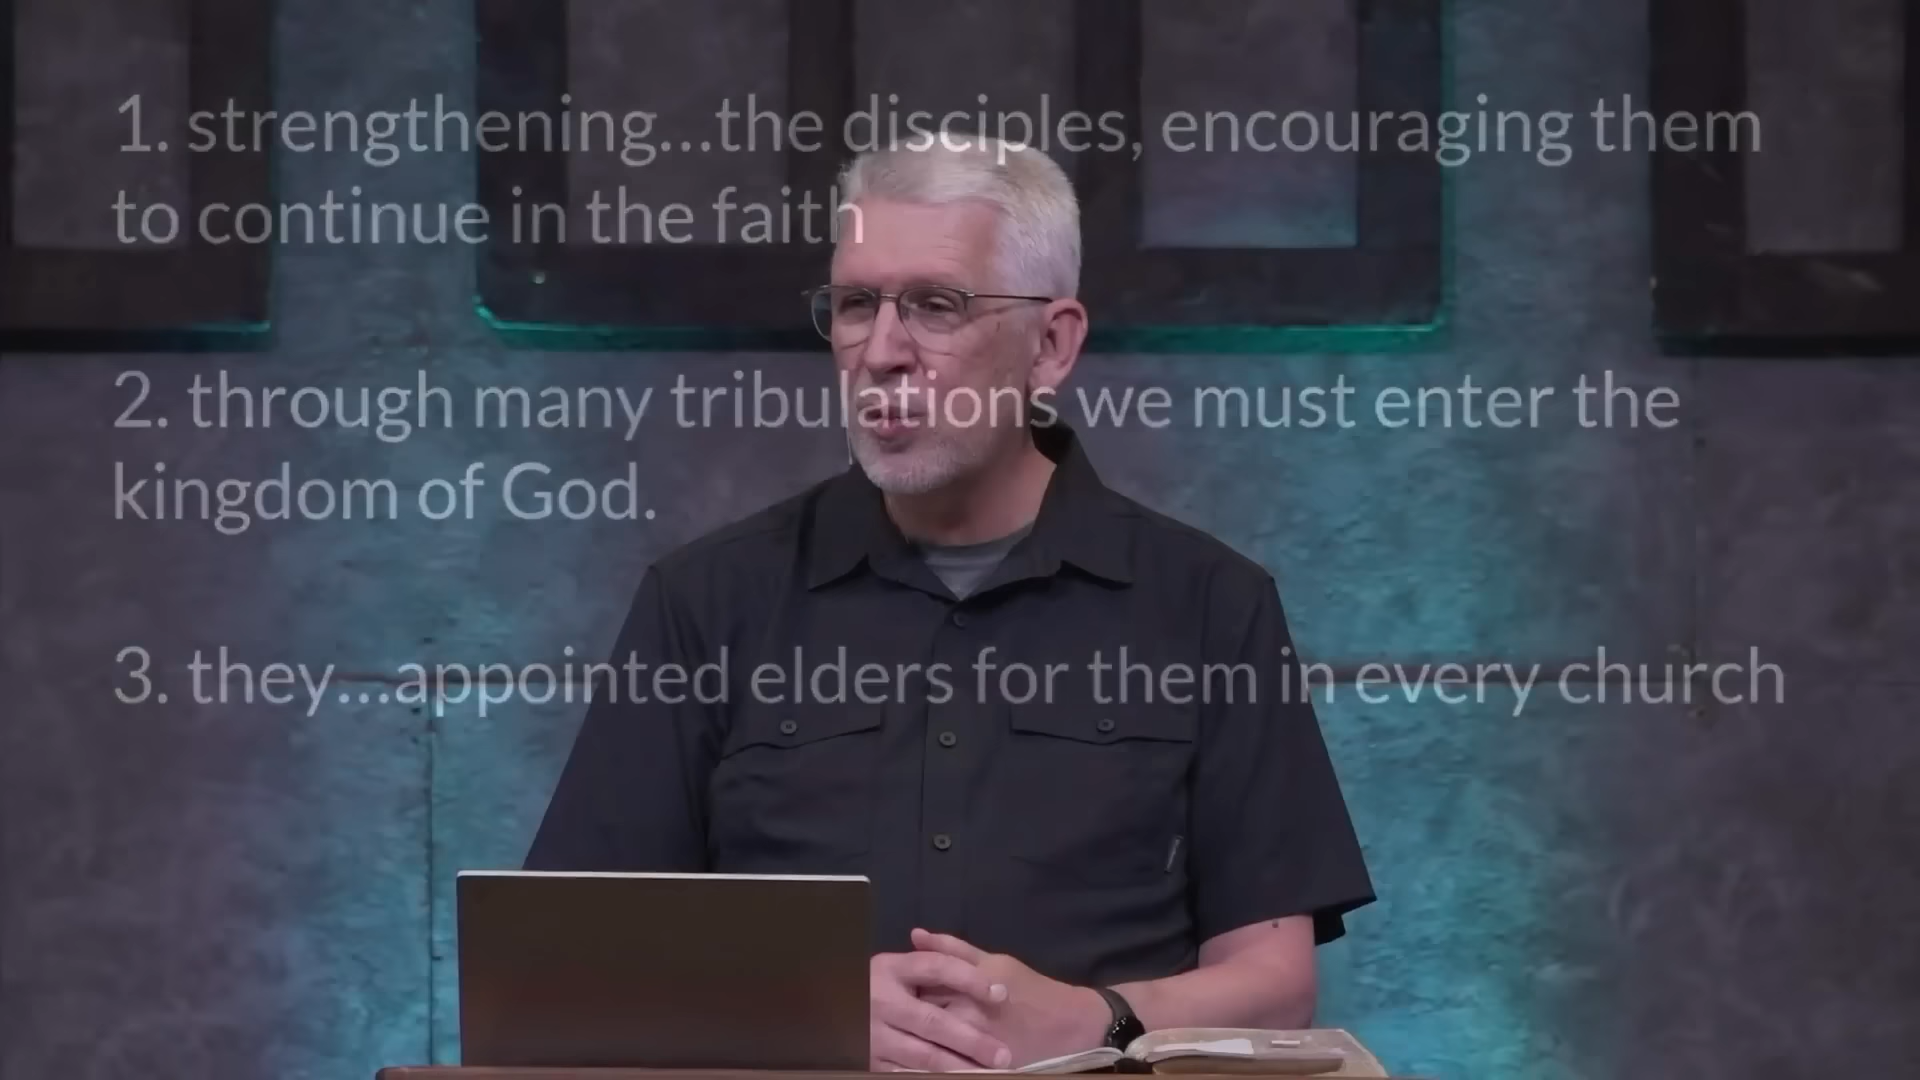 1. strengthening...the disciples, encouraging them
to continue in the faith
2. through many tribulations we must enter the
kingdom of God.
3. they...appointed elders for them in every church